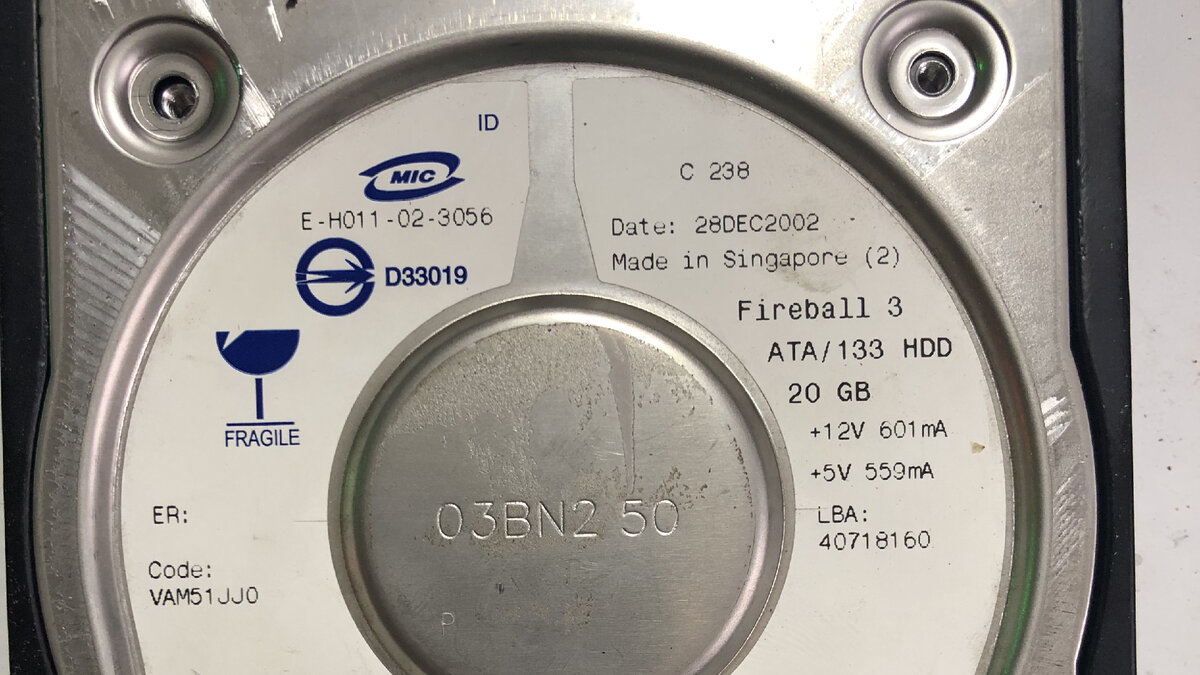 ID
MIC
E-H011-02-3056
D33019
FRAGILE
ER:
Code:
VAM51JJ0
C 238
Date: 28DEC2002
Made in Singapore (2)
Fireball 3
ATA/133 HDD
20 GB
+12V 601mA
+5V 559mA
LBA:
40718160
03BN2 50
P